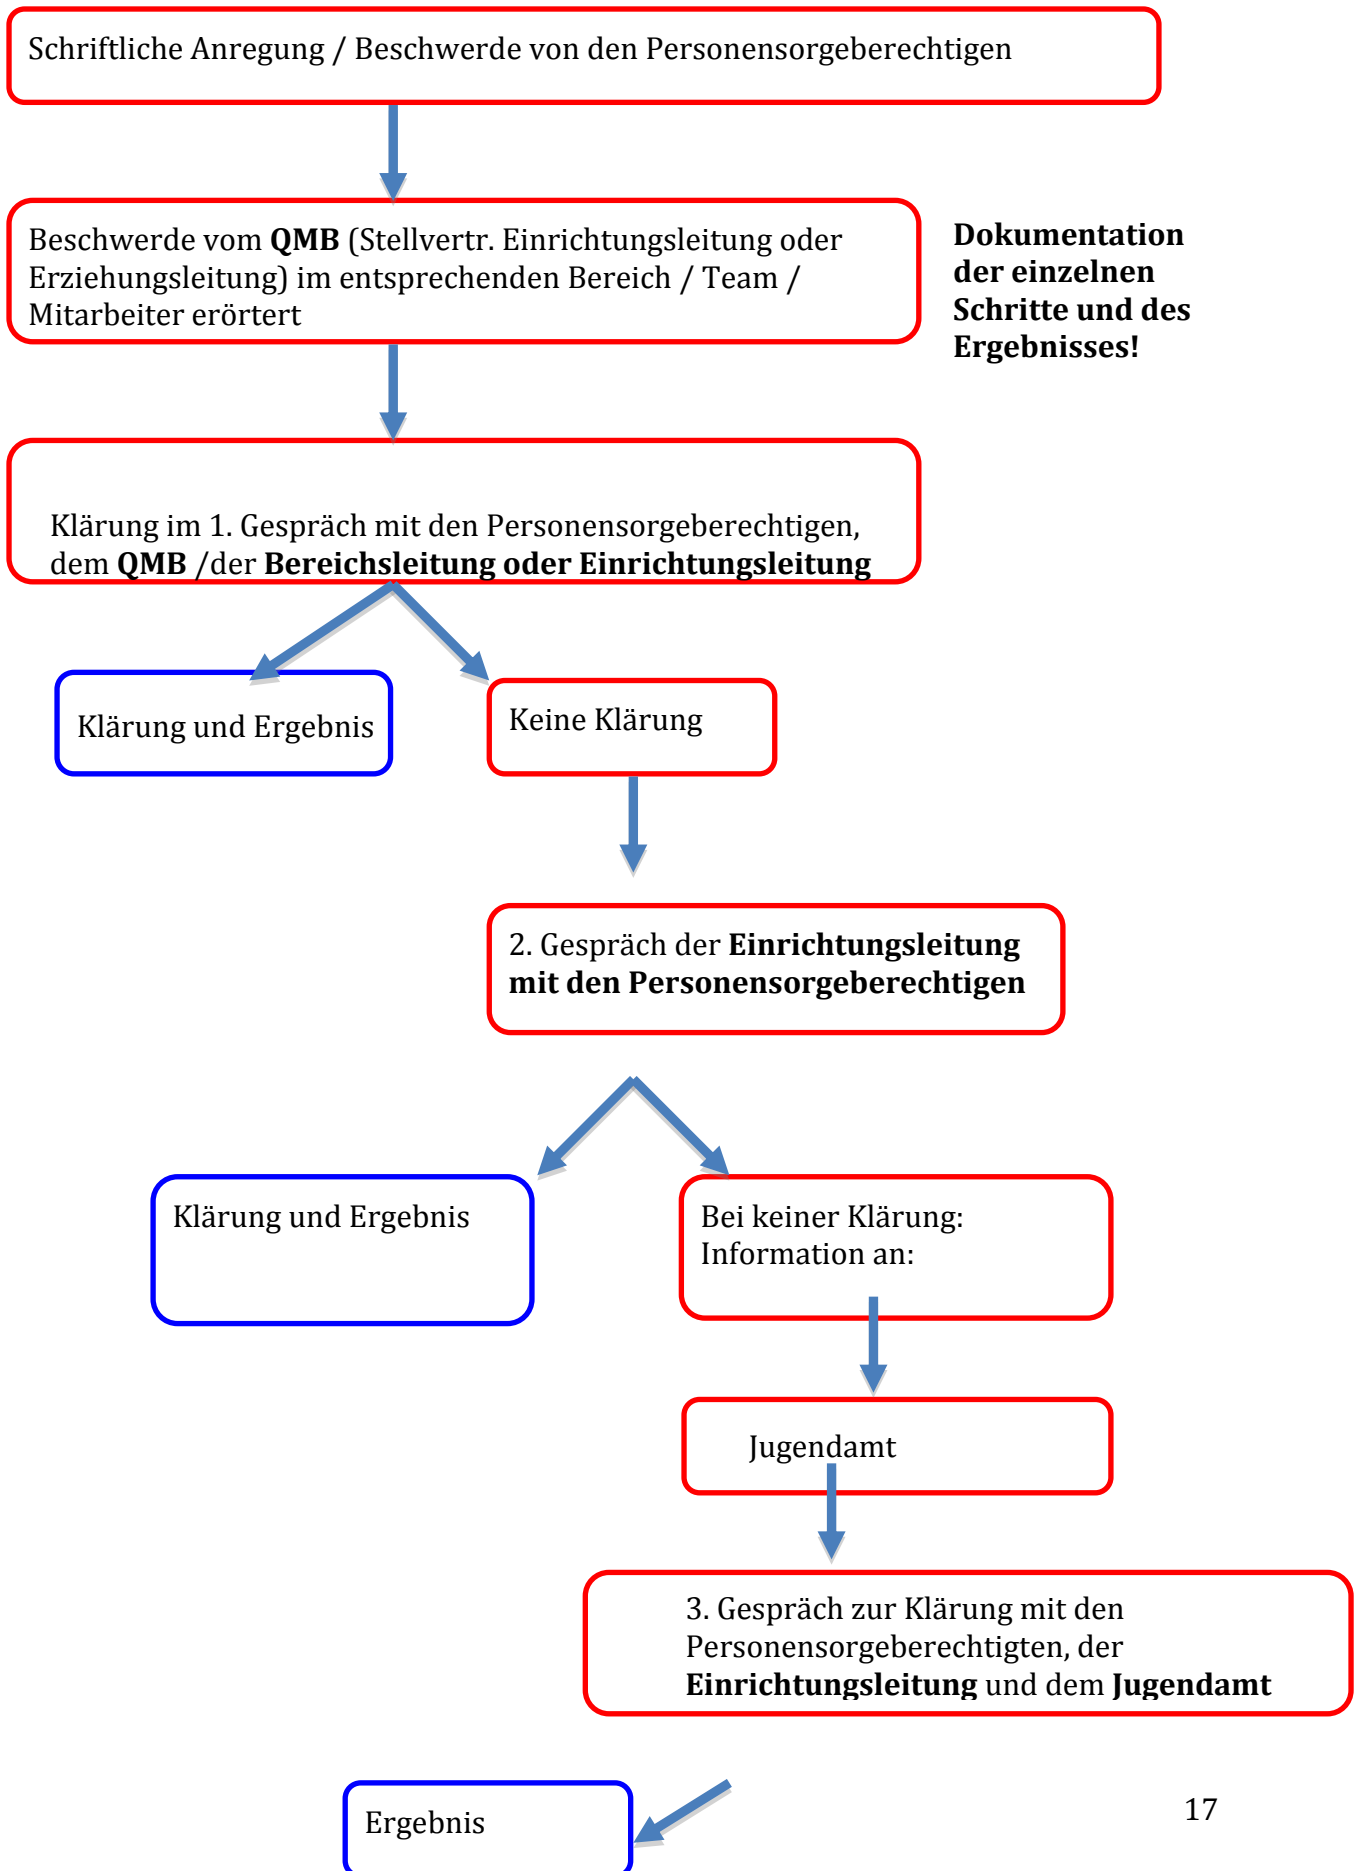 Schriftliche Anregung / Beschwerde von den Personensorgeberechtigen
Beschwerde vom QMB (Stellvertr. Einrichtungsleitung oder
Erziehungsleitung) im entsprechenden Bereich / Team /
Mitarbeiter erörtert
Dokumentation
der einzelnen
Schritte und des
Ergebnisses!
Klärung im 1. Gespräch mit den Personensorgeberechtigen,
dem QMB /der Bereichsleitung oder Einrichtungsleitung
Klärung und Ergebnis
Keine Klärung
2. Gespräch der Einrichtungsleitung
mit den Personensorgeberechtigen
Klärung und Ergebnis
Bei keiner Klärung:
Information an:
Jugendamt
3. Gespräch zur Klärung mit den
Personensorgeberechtigten, der
Einrichtungsleitung und dem Jugendamt
Ergebnis
17